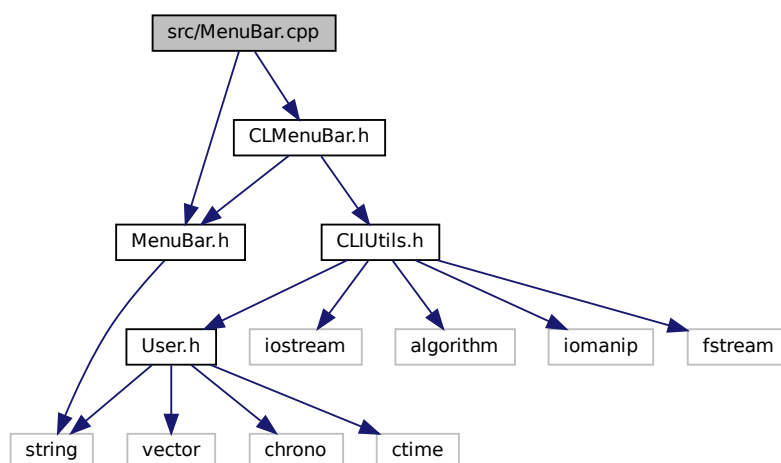 src/MenuBar.cpp
CLMenuBar.h
MenuBar.h
CLIUtils.h
User.h
iostream
algorithm
iomanip
fstream
string
vector
chrono
ctime